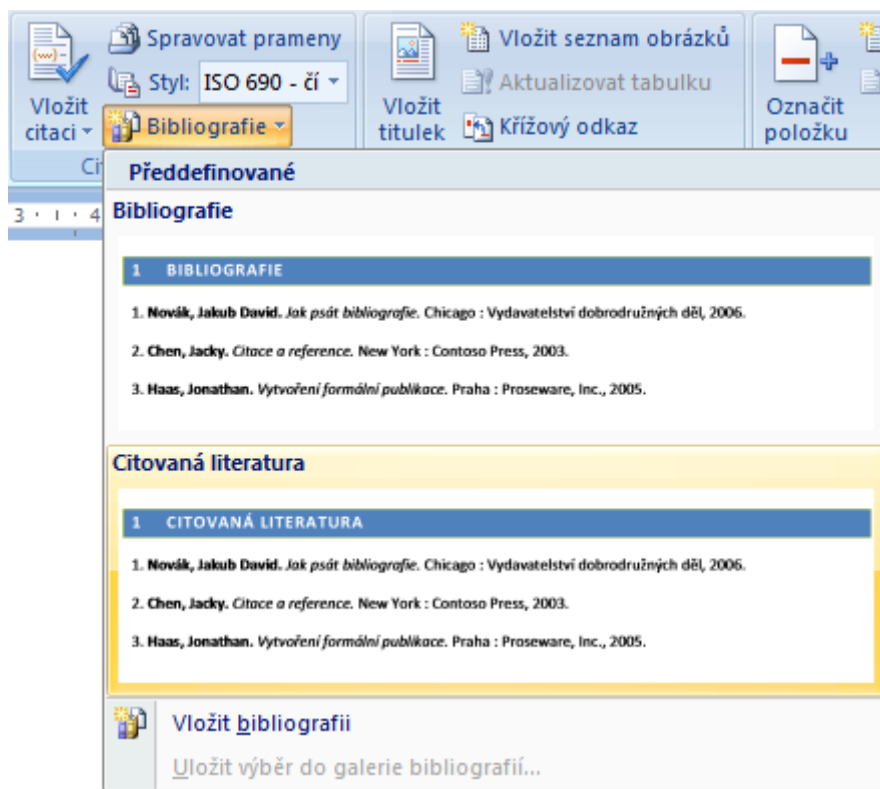 Spravovat prameny
Styl: ISO 690 - čí
Bibliografie
Vložit
citaci
Vložit
titulek
Vložit seznam obrázků
Aktualizovat tabulku
Křížový odkaz
Označit
položku
Ci
3 · ı · 4
Předdefinované
Bibliografie
1 BIBLIOGRAFIE
1. Novák, Jakub David. Jak psát bibliografie. Chicago : Vydavatelství dobrodružných děl, 2006.
2. Chen, Jacky. Citace a reference. New York : Contoso Press, 2003.
3. Haas, Jonathan. Vytvoření formální publikace. Praha : Proseware, Inc., 2005.
Citovaná literatura
1 CITOVANÁ LITERATURA
1. Novák, Jakub David. Jak psát bibliografie. Chicago : Vydavatelství dobrodružných děl, 2006.
2. Chen, Jacky. Citace a reference. New York : Contoso Press, 2003.
3. Haas, Jonathan. Vytvoření formální publikace. Praha : Proseware, Inc., 2005.
Vložit bibliografii
Uložit výběr do galerie bibliografií...